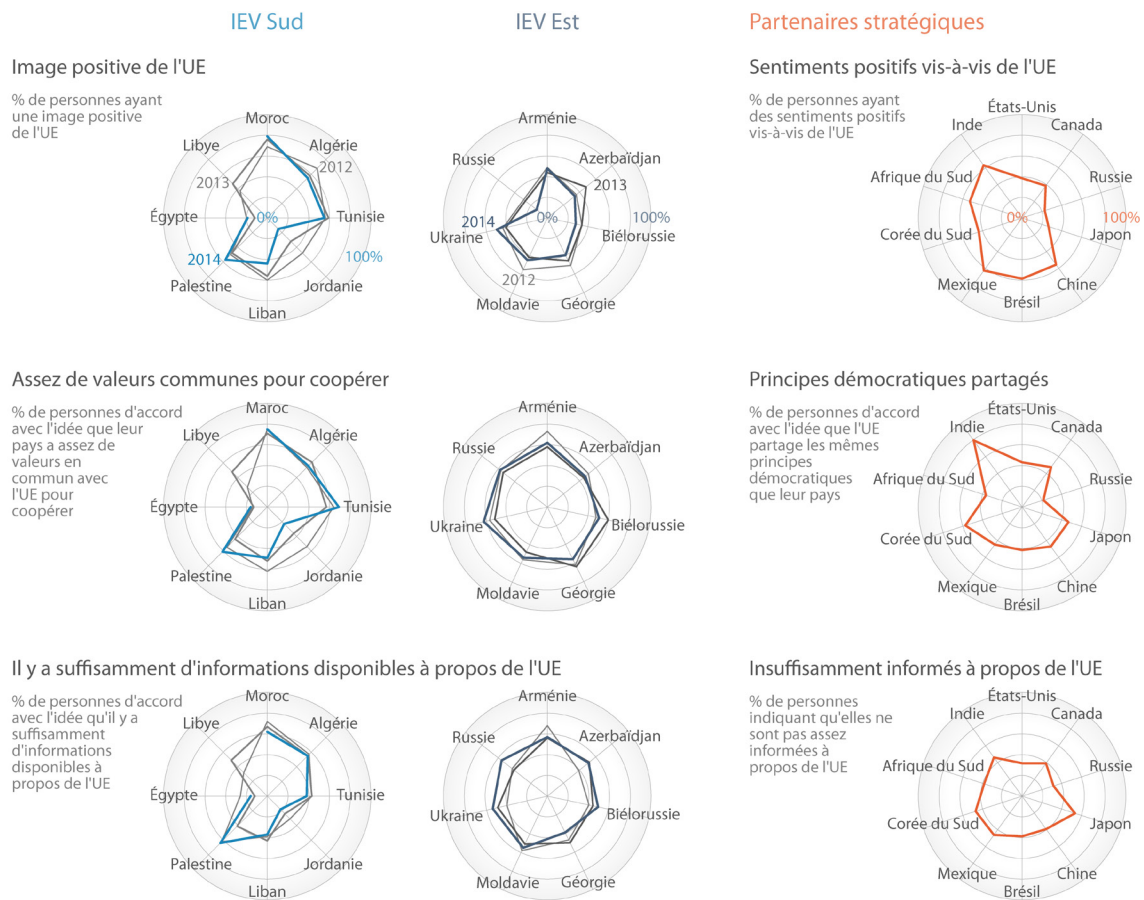 IEV Sud
IEV Est
Partenaires stratégiques
Image positive de l'UE
% de personnes ayant
une image positive
de l'UE
Moroc
Algérie
2012
Tunisie
100%
Jordanie
Liban
Palestine
2014
Égypte
2013
Libye
0%
Arménie
Azerbaïdjan
2013
100%
Biélorussie
Géorgie
Moldavie
2012
Ukraine
2014
Russie
0%
Sentiments positifs vis-à-vis de l'UE
% de personnes ayant
des sentiments positifs
vis-à-vis de l'UE
États-Unis
Canada
Russie
100%
Japon
Chine
Brésil
Mexique
Corée du Sud
Afrique du Sud
Inde
0%
Assez de valeurs communes pour coopérer
% de personnes d'accord
avec l'idée que leur
pays a assez de
valeurs en
commun avec
l'UE pour
coopérer
Maroc
Algérie
Tunisie
Jordanie
Liban
Palestine
Égypte
Libye
Arménie
Azerbaïdjan
Biélorussie
Géorgie
Moldavie
Ukraine
Russie
Principes démocratiques partagés
% de personnes d'accord
avec l'idée que l'UE
partage les mêmes
principes
démocratiques
que leur pays
États-Unis
Canada
Russie
Japon
Chine
Brésil
Mexique
Corée du Sud
Afrique du Sud
Indie
Il y a suffisamment d'informations disponibles à propos de l'UE
% de personnes d'accord
avec l'idée qu'il y a
suffisamment
d'informations
disponibles à
propos de l'UE
Moroc
Algérie
Tunisie
Jordanie
Liban
Palestine
Égypte
Libye
Arménie
Azerbaïdjan
Biélorussie
Géorgie
Moldavie
Ukraine
Russie
Insuffisamment informés à propos de l'UE
% de personnes
indiquant qu'elles ne
sont pas assez
informées à
propos de l'UE
États-Unis
Canada
Russie
Japon
Chine
Brésil
Mexique
Corée du Sud
Afrique du Sud
Indie